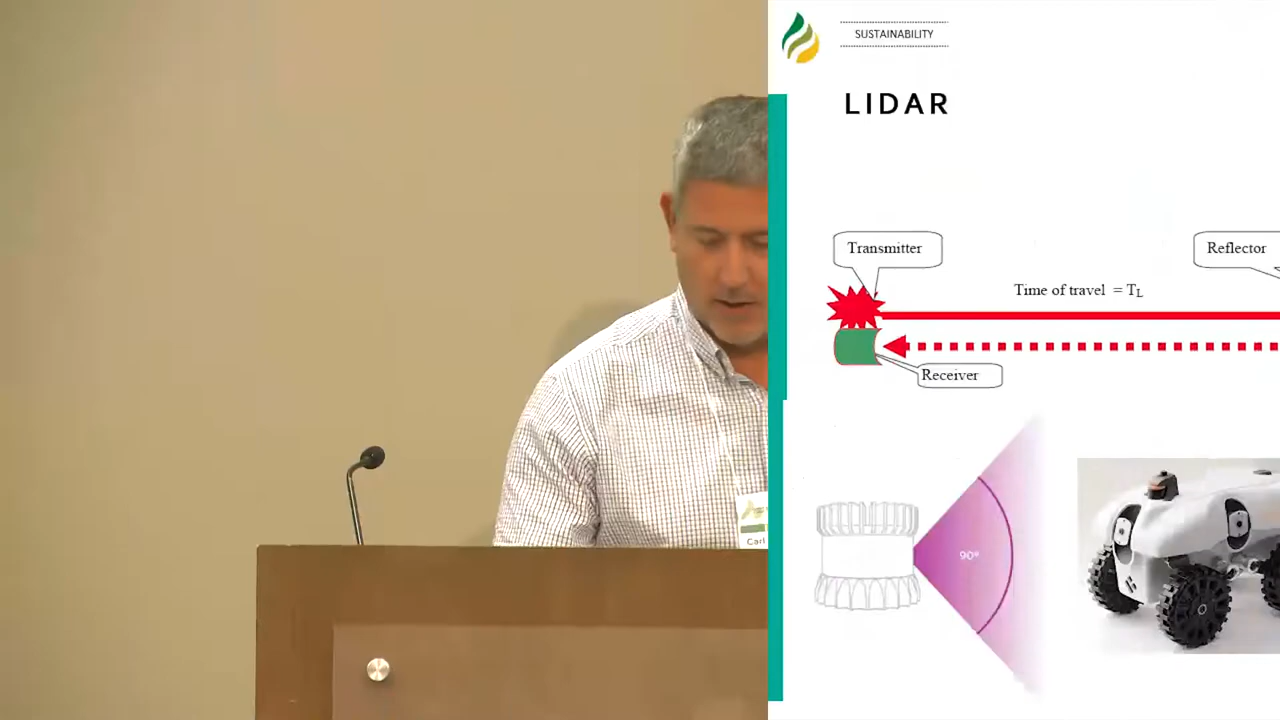 SUSTAINABILITY
LIDAR
Transmitter
Reflector
Time of travel = TL
Receiver
90°
Carl